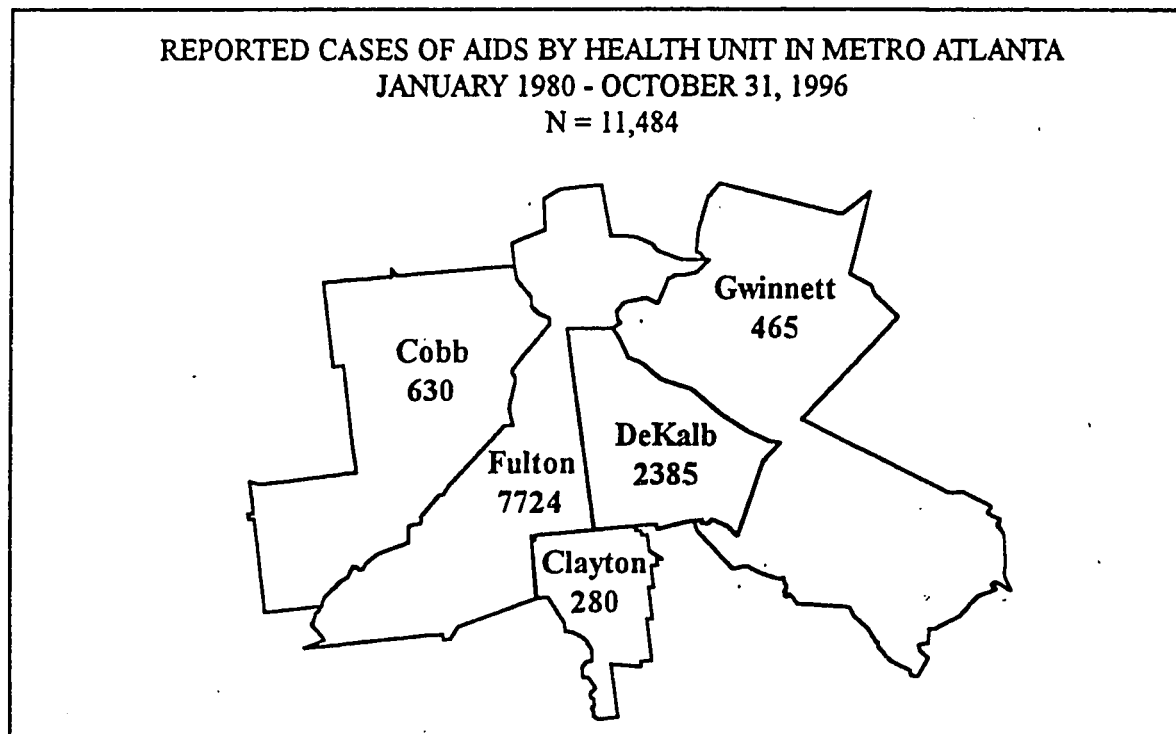 REPORTED CASES OF AIDS BY HEALTH UNIT IN METRO ATLANTA
JANUARY 1980 - OCTOBER 31, 1996
N = 11,484
Gwinnett
465
Cobb
630
DeKalb
2385
Fulton
7724
Clayton
280